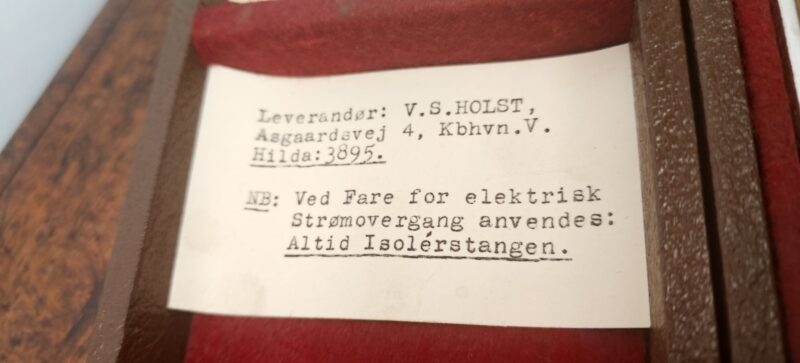 Leverandør: V.S.HOLST,
Asgaardsvej 4, Kbhvn.V.
Hilda:3895.
NB: Ved Fare for elektrisk
Strømovergang anvendes:
Altid Isolérstangen.